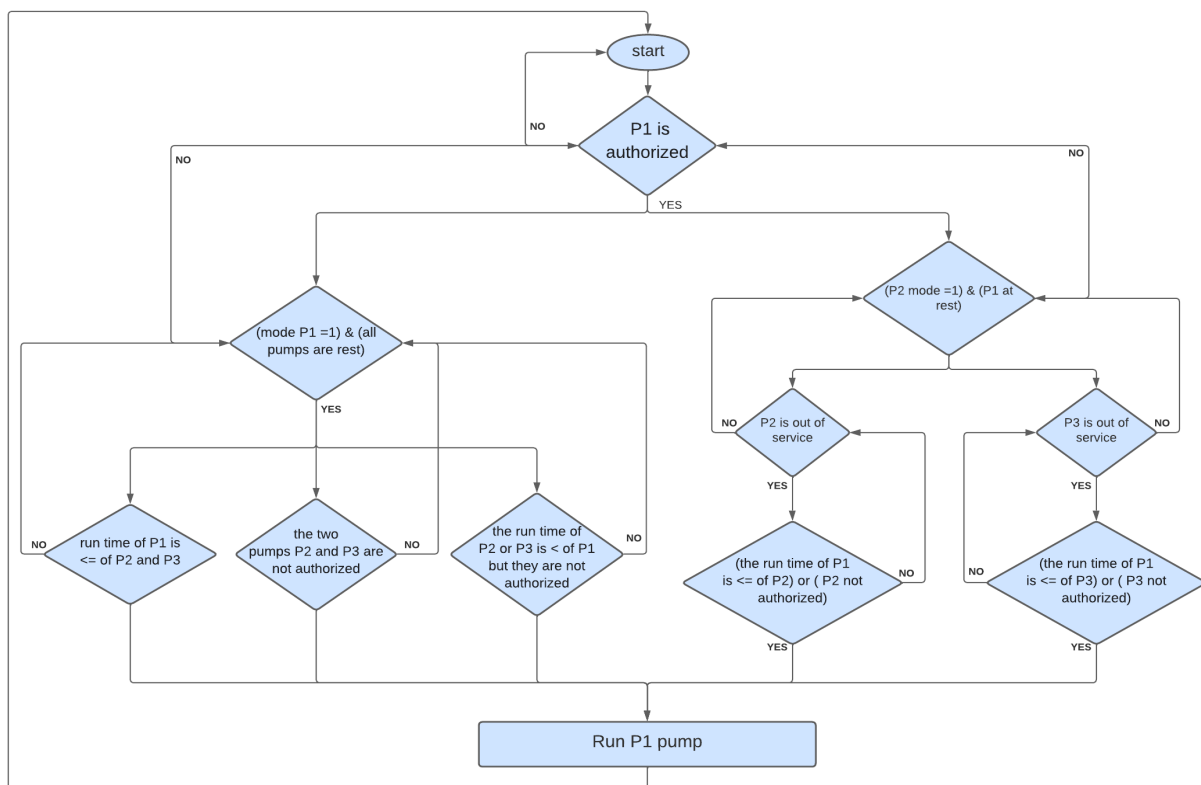 start
NO
P1 is
authorized
NO
NO
YES
(P2 mode =1) & (P1 at
rest)
(mode P1 =1) & (all
pumps are rest)
YES
NO
P2 is out of
service
P3 is out of
service
NO
YES
YES
NO
run time of P1 is
<= of P2 and P3
the two
pumps P2 and P3 are
not authorized
NO
the run time of
P2 or P3 is < of P1
but they are not
authorized
NO
(the run time of P1
is <= of P2) or ( P2 not
authorized)
NO
NO
(the run time of P1
is <= of P3) or ( P3 not
authorized)
YES
YES
Run P1 pump